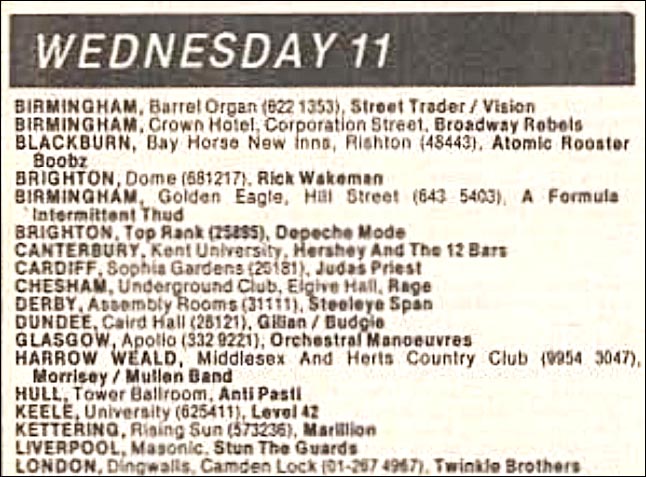 WEDNESDAY 11
BIRMINGHAM, Barrel Organ (622 1353), Street Trader / Vision
BIRMINGHAM, Crown Hotel, Corporation Street, Broadway Rebels
BLACKBURN, Bay Horse New Inns, Rishton (48443), Atomic Rooster
Boobz
BRIGHTON, Dome (681217), Rick Wakeman
BIRMINGHAM, Golden Eagle, Hill Street (643 5403), A Formula
Intermittent Thud
BRIGHTON, Top Rank Depeche Mode
CANTERBURY, Kent University, Hershey And The 12 Bars
CARDIFF, Sophia Gardens Judas Priest
CHESHAM, Underground Club, Elgive Hall, Rage
DERBY, Assembly Rooms (31111), Steeleye Span
DUNDEE, Caird Hall (28121), Gillan / Budgie
GLASGOW, Apollo (332 9221), Orchestral Manoeuvres
HARROW WEALD, Middlesex And Herts Country Club (9954 3047),
Morrisey / Mullen Band
HULL, Tower Ballroom, Anti Pasti
KEELE, University (625411), Level 42
KETTERING, Rising Sun (573236), Marillion
LIVERPOOL, Masonic, Stun The Guards
LONDON, Dingwalls, Camden Lock (01-267 4967), Twinkle Brothers